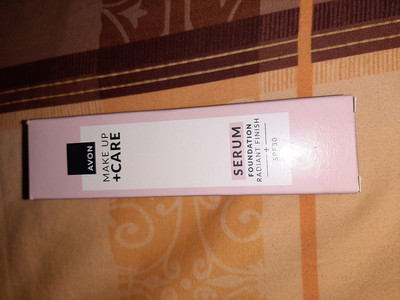 AVON
MAKE UP
+CARE
SERUM
FOUNDATION
RADIANT FINISH
+
SPF30